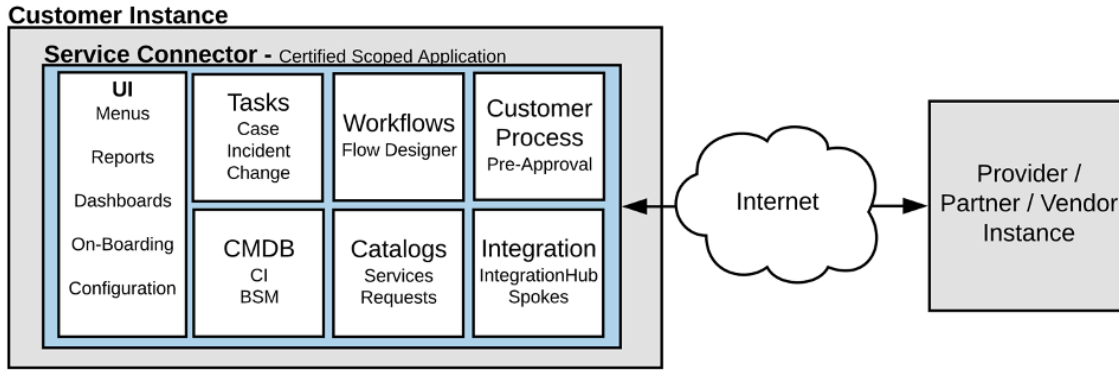 Customer Instance
Service Connector - Certified Scoped Application
UI
Menus
Reports
Dashboards
On-Boarding
Configuration
Tasks
Case
Incident
Change
Workflows
Flow Designer
Customer
Process
Pre-Approval
CMDB
CI
BSM
Catalogs
Services
Requests
Integration
IntegrationHub
Spokes
Internet
Provider /
Partner / Vendor
Instance